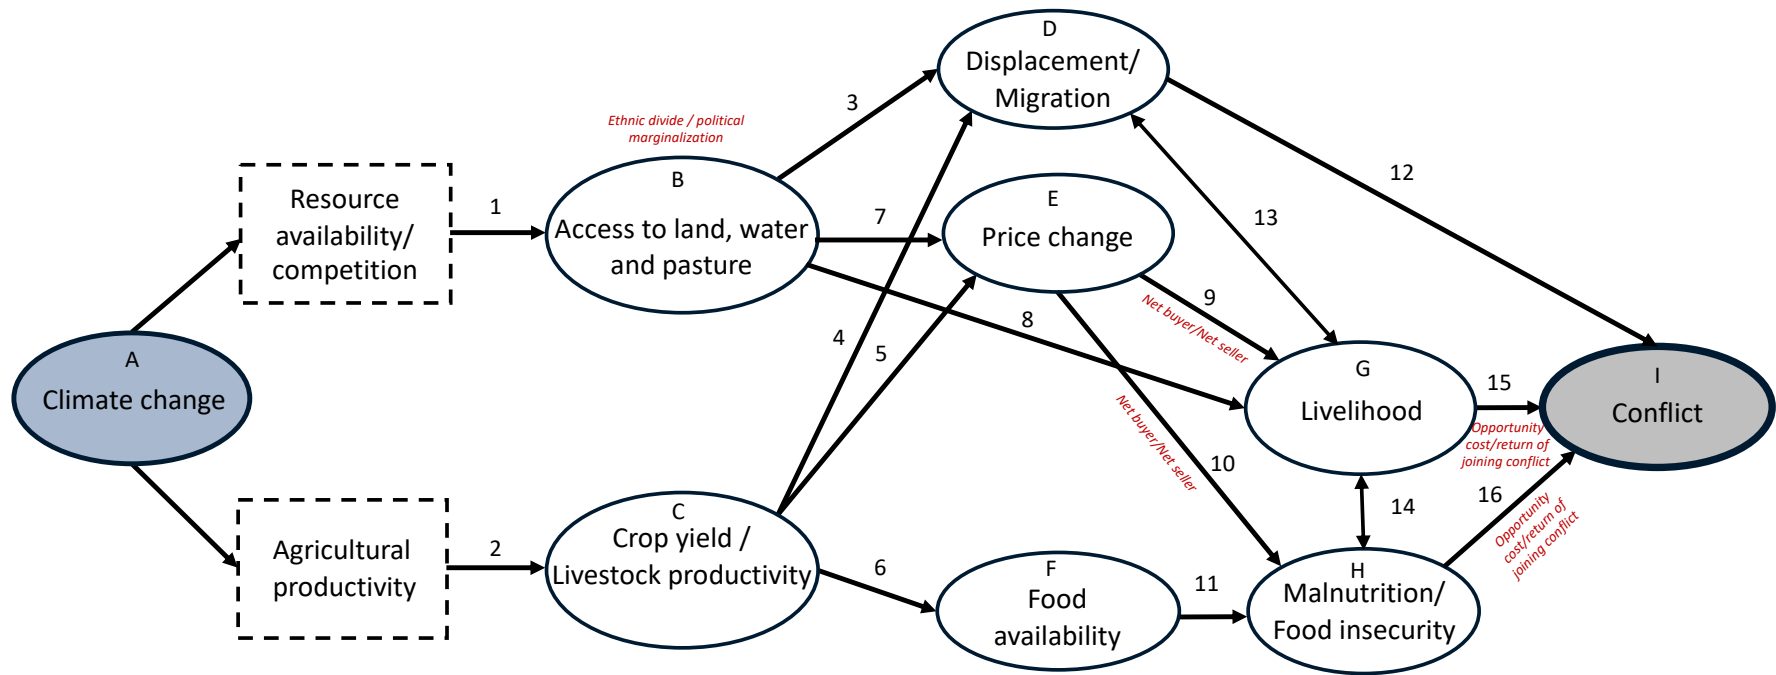 A
Climate change
Resource
availability/
competition
Agricultural
productivity
1
2
Ethnic divide / political
marginalization
B
Access to land, water
and pasture
C
Crop yield /
Livestock productivity
3
7
8
4
5
6
D
Displacement/
Migration
E
Price change
F
Food
availability
9
Net buyer/Net seller
10
Net buyer/Net seller
11
12
13
G
Livelihood
14
H
Malnutrition/
Food insecurity
15
Opportunity
cost/return of
joining conflict
16
Opportunity
cost/return of
joining conflict
I
Conflict